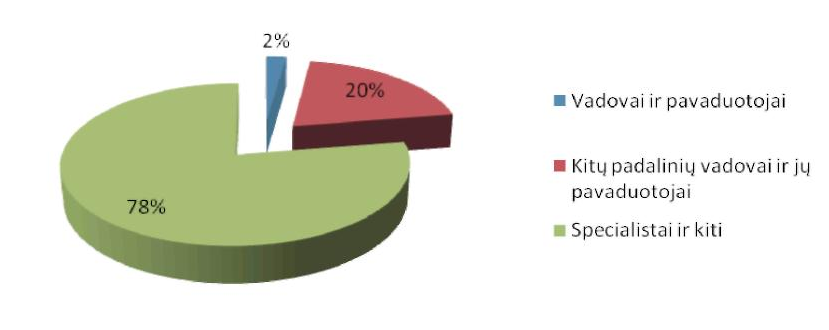 2%
20%
78%
Vadovai ir pavaduotojai
Kitų padalinių vadovai ir jų
pavaduotojai
Specialistai ir kiti